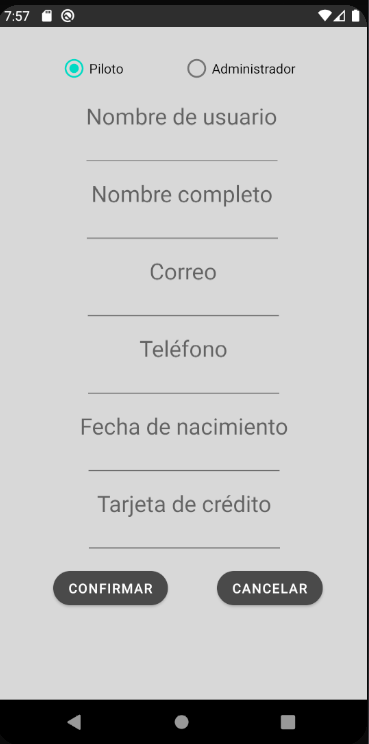 7:57
Piloto Administrador
Nombre de usuario
Nombre completo
Correo
Teléfono
Fecha de nacimiento
Tarjeta de crédito
CONFIRMAR CANCELAR